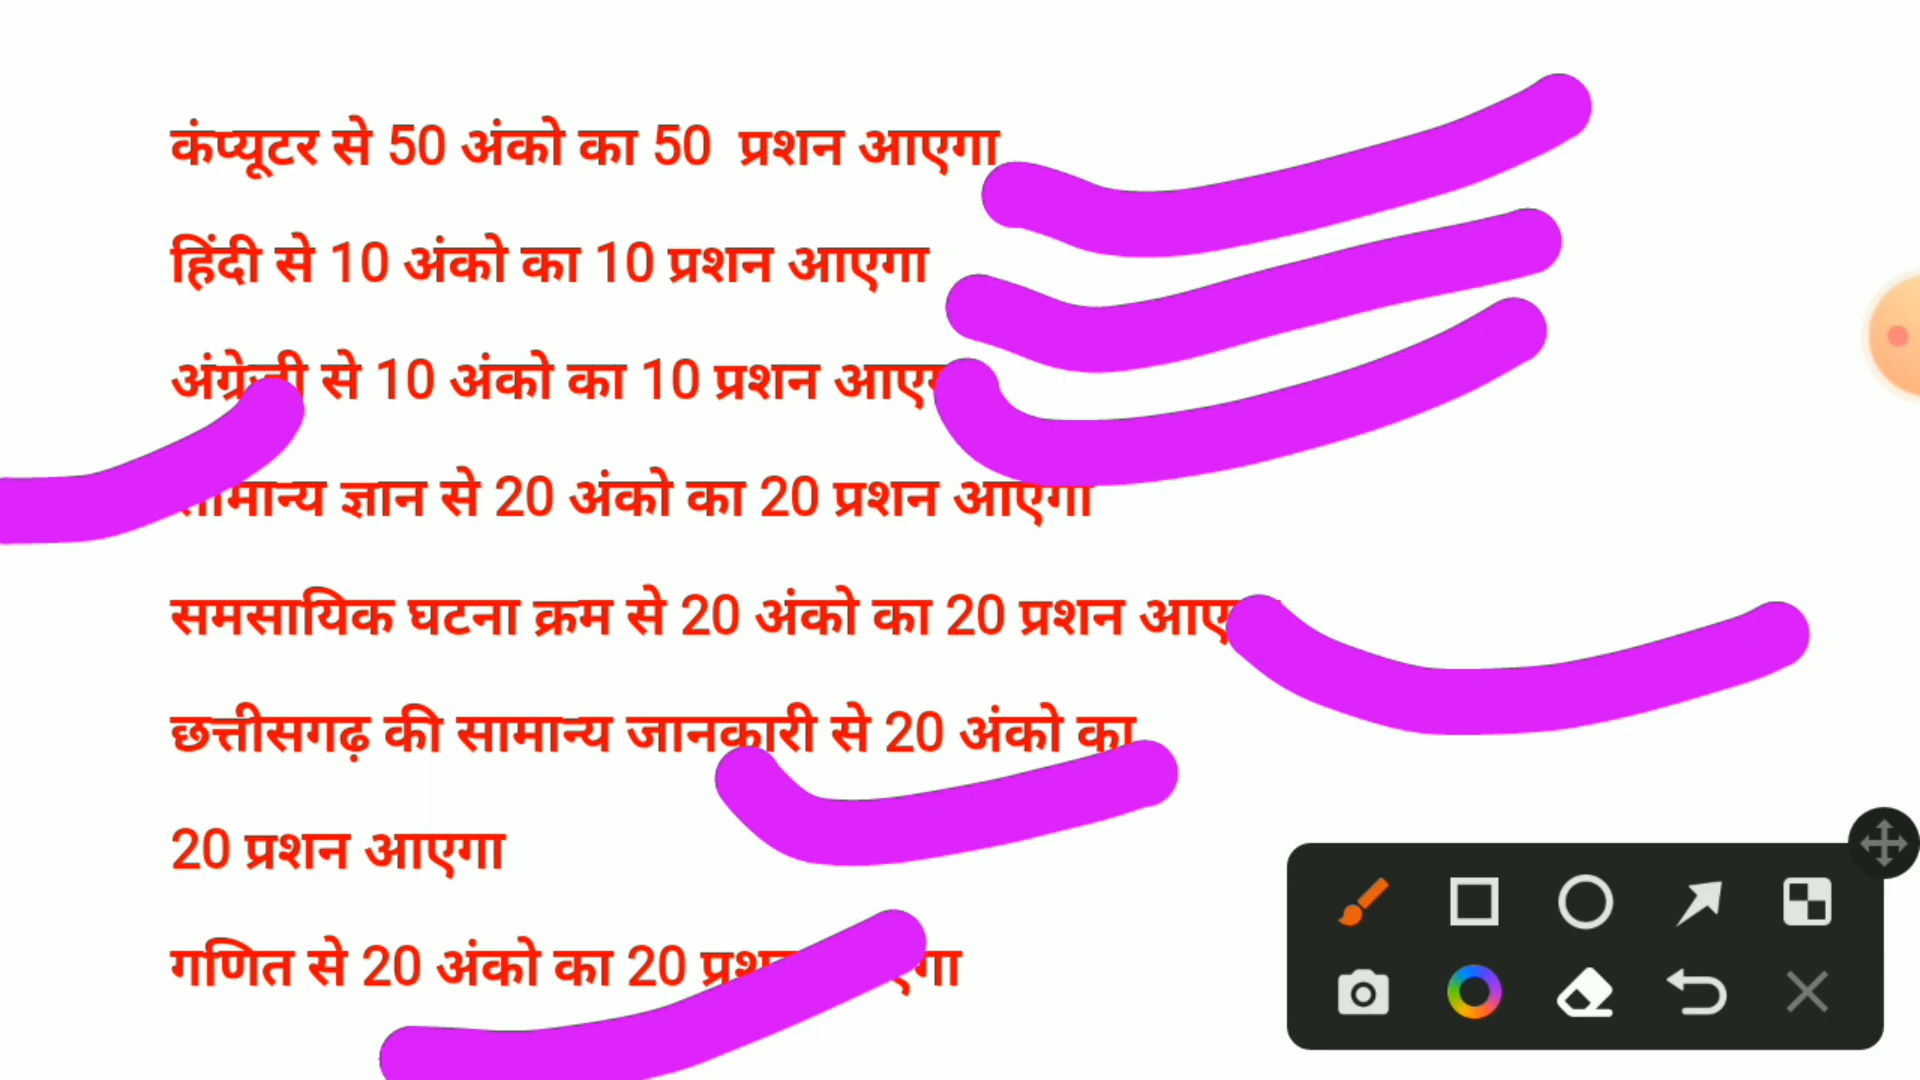 कंप्यूटर से 50 अंको का 50 प्रशन आएगा
हिंदी से 10 अंको का 10 प्रशन आएगा
अंग्रेजी से 10 अंको का 10 प्रशन
सामान्य ज्ञान से 20 अंको का 20 प्रशन आएगा
समसायिक घटना क्रम से 20 अंको का 20 प्रशन
छत्तीसगढ़ की सामान्य जानकारी से 20 अंको का
20 प्रशन आएगा
गणित से 20 अंको का 20